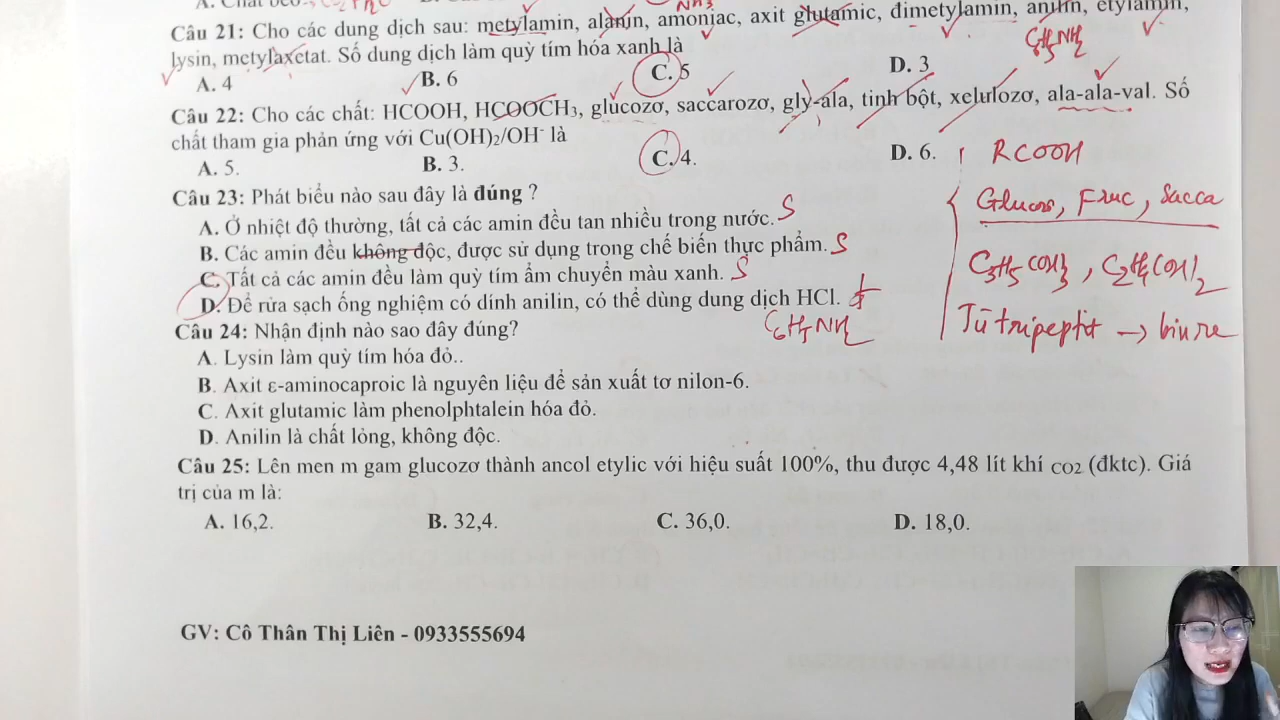 NH3
Câu 21: Cho các dung dịch sau: metylamin, alanin, amoniac, axit glutamic, đimetylamin, anilin, etylamin,
C6H5NH2
lysin, metylaxetat. Số dung dịch làm quỳ tím hóa xanh là
A. 4 B. 6 C. 5 D. 3
Câu 22: Cho các chất: HCOOH, HCOOCH3, glucozơ, saccarozơ, gly-ala, tinh bột, xelulozơ, ala-ala-val. Số
chất tham gia phản ứng với Cu(OH)2/OH- là
A. 5. B. 3. C. 4. D. 6.
RCOOH
Câu 23: Phát biểu nào sau đây là đúng ?
Glucos, Fruc, Sacca
A. Ở nhiệt độ thường, tất cả các amin đều tan nhiều trong nước. S
B. Các amin đều không độc, được sử dụng trong chế biến thực phẩm. S
C3H5(OH)3, C2H4(OH)2
C. Tất cả các amin đều làm quỳ tím ẩm chuyển màu xanh. S
D. Để rửa sạch ống nghiệm có dính anilin, có thể dùng dung dịch HCl.
C6H5NH2
Từ tripeptit → biure
Câu 24: Nhận định nào sao đây đúng?
A. Lysin làm quỳ tím hóa đỏ..
B. Axit ε-aminocaproic là nguyên liệu để sản xuất tơ nilon-6.
C. Axit glutamic làm phenolphtalein hóa đỏ.
D. Anilin là chất lỏng, không độc.
Câu 25: Lên men m gam glucozơ thành ancol etylic với hiệu suất 100%, thu được 4,48 lít khí CO2 (đktc). Giá
trị của m là:
A. 16,2. B. 32,4. C. 36,0. D. 18,0.
GV: Cô Thân Thị Liên - 0933555694